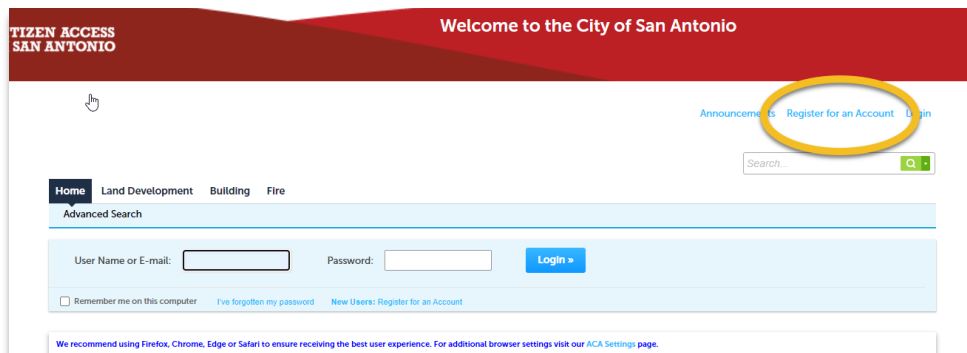 Welcome to the City of San Antonio
TIZEN ACCESS
SAN ANTONIO
Announcements Register for an Account Login
Search...
Home Land Development Building Fire
Advanced Search
User Name or E-mail: Password: Login »
Remember me on this computer I've forgotten my password New Users: Register for an Account
We recommend using Firefox, Chrome, Edge or Safari to ensure receiving the best user experience. For additional browser settings visit our ACA Settings page.